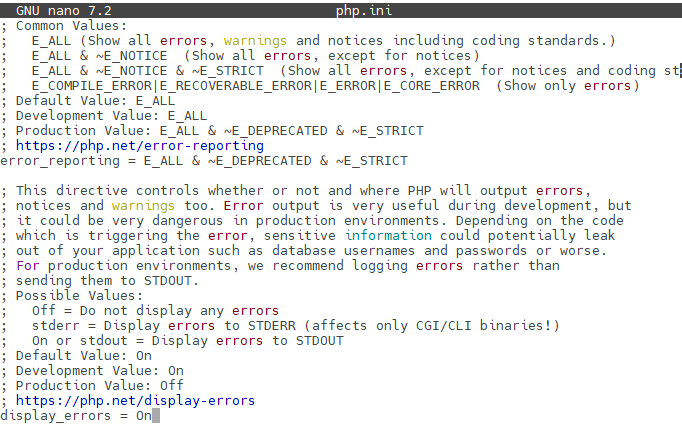 GNU nano 7.2 php.ini
; Common Values:
;   E_ALL (Show all errors, warnings and notices including coding standards.)
;   E_ALL & ~E_NOTICE  (Show all errors, except for notices)
;   E_ALL & ~E_NOTICE & ~E_STRICT  (Show all errors, except for notices and coding st
;   E_COMPILE_ERROR|E_RECOVERABLE_ERROR|E_ERROR|E_CORE_ERROR  (Show only errors)
; Default Value: E_ALL
; Development Value: E_ALL
; Production Value: E_ALL & ~E_DEPRECATED & ~E_STRICT
; https://php.net/error-reporting
error_reporting = E_ALL & ~E_DEPRECATED & ~E_STRICT
; This directive controls whether or not and where PHP will output errors,
; notices and warnings too. Error output is very useful during development, but
; it could be very dangerous in production environments. Depending on the code
; which is triggering the error, sensitive information could potentially leak
; out of your application such as database usernames and passwords or worse.
; For production environments, we recommend logging errors rather than
; sending them to STDOUT.
; Possible Values:
;   Off = Do not display any errors
;   stderr = Display errors to STDERR (affects only CGI/CLI binaries!)
;   On or stdout = Display errors to STDOUT
; Default Value: On
; Development Value: On
; Production Value: Off
; https://php.net/display-errors
display_errors = On